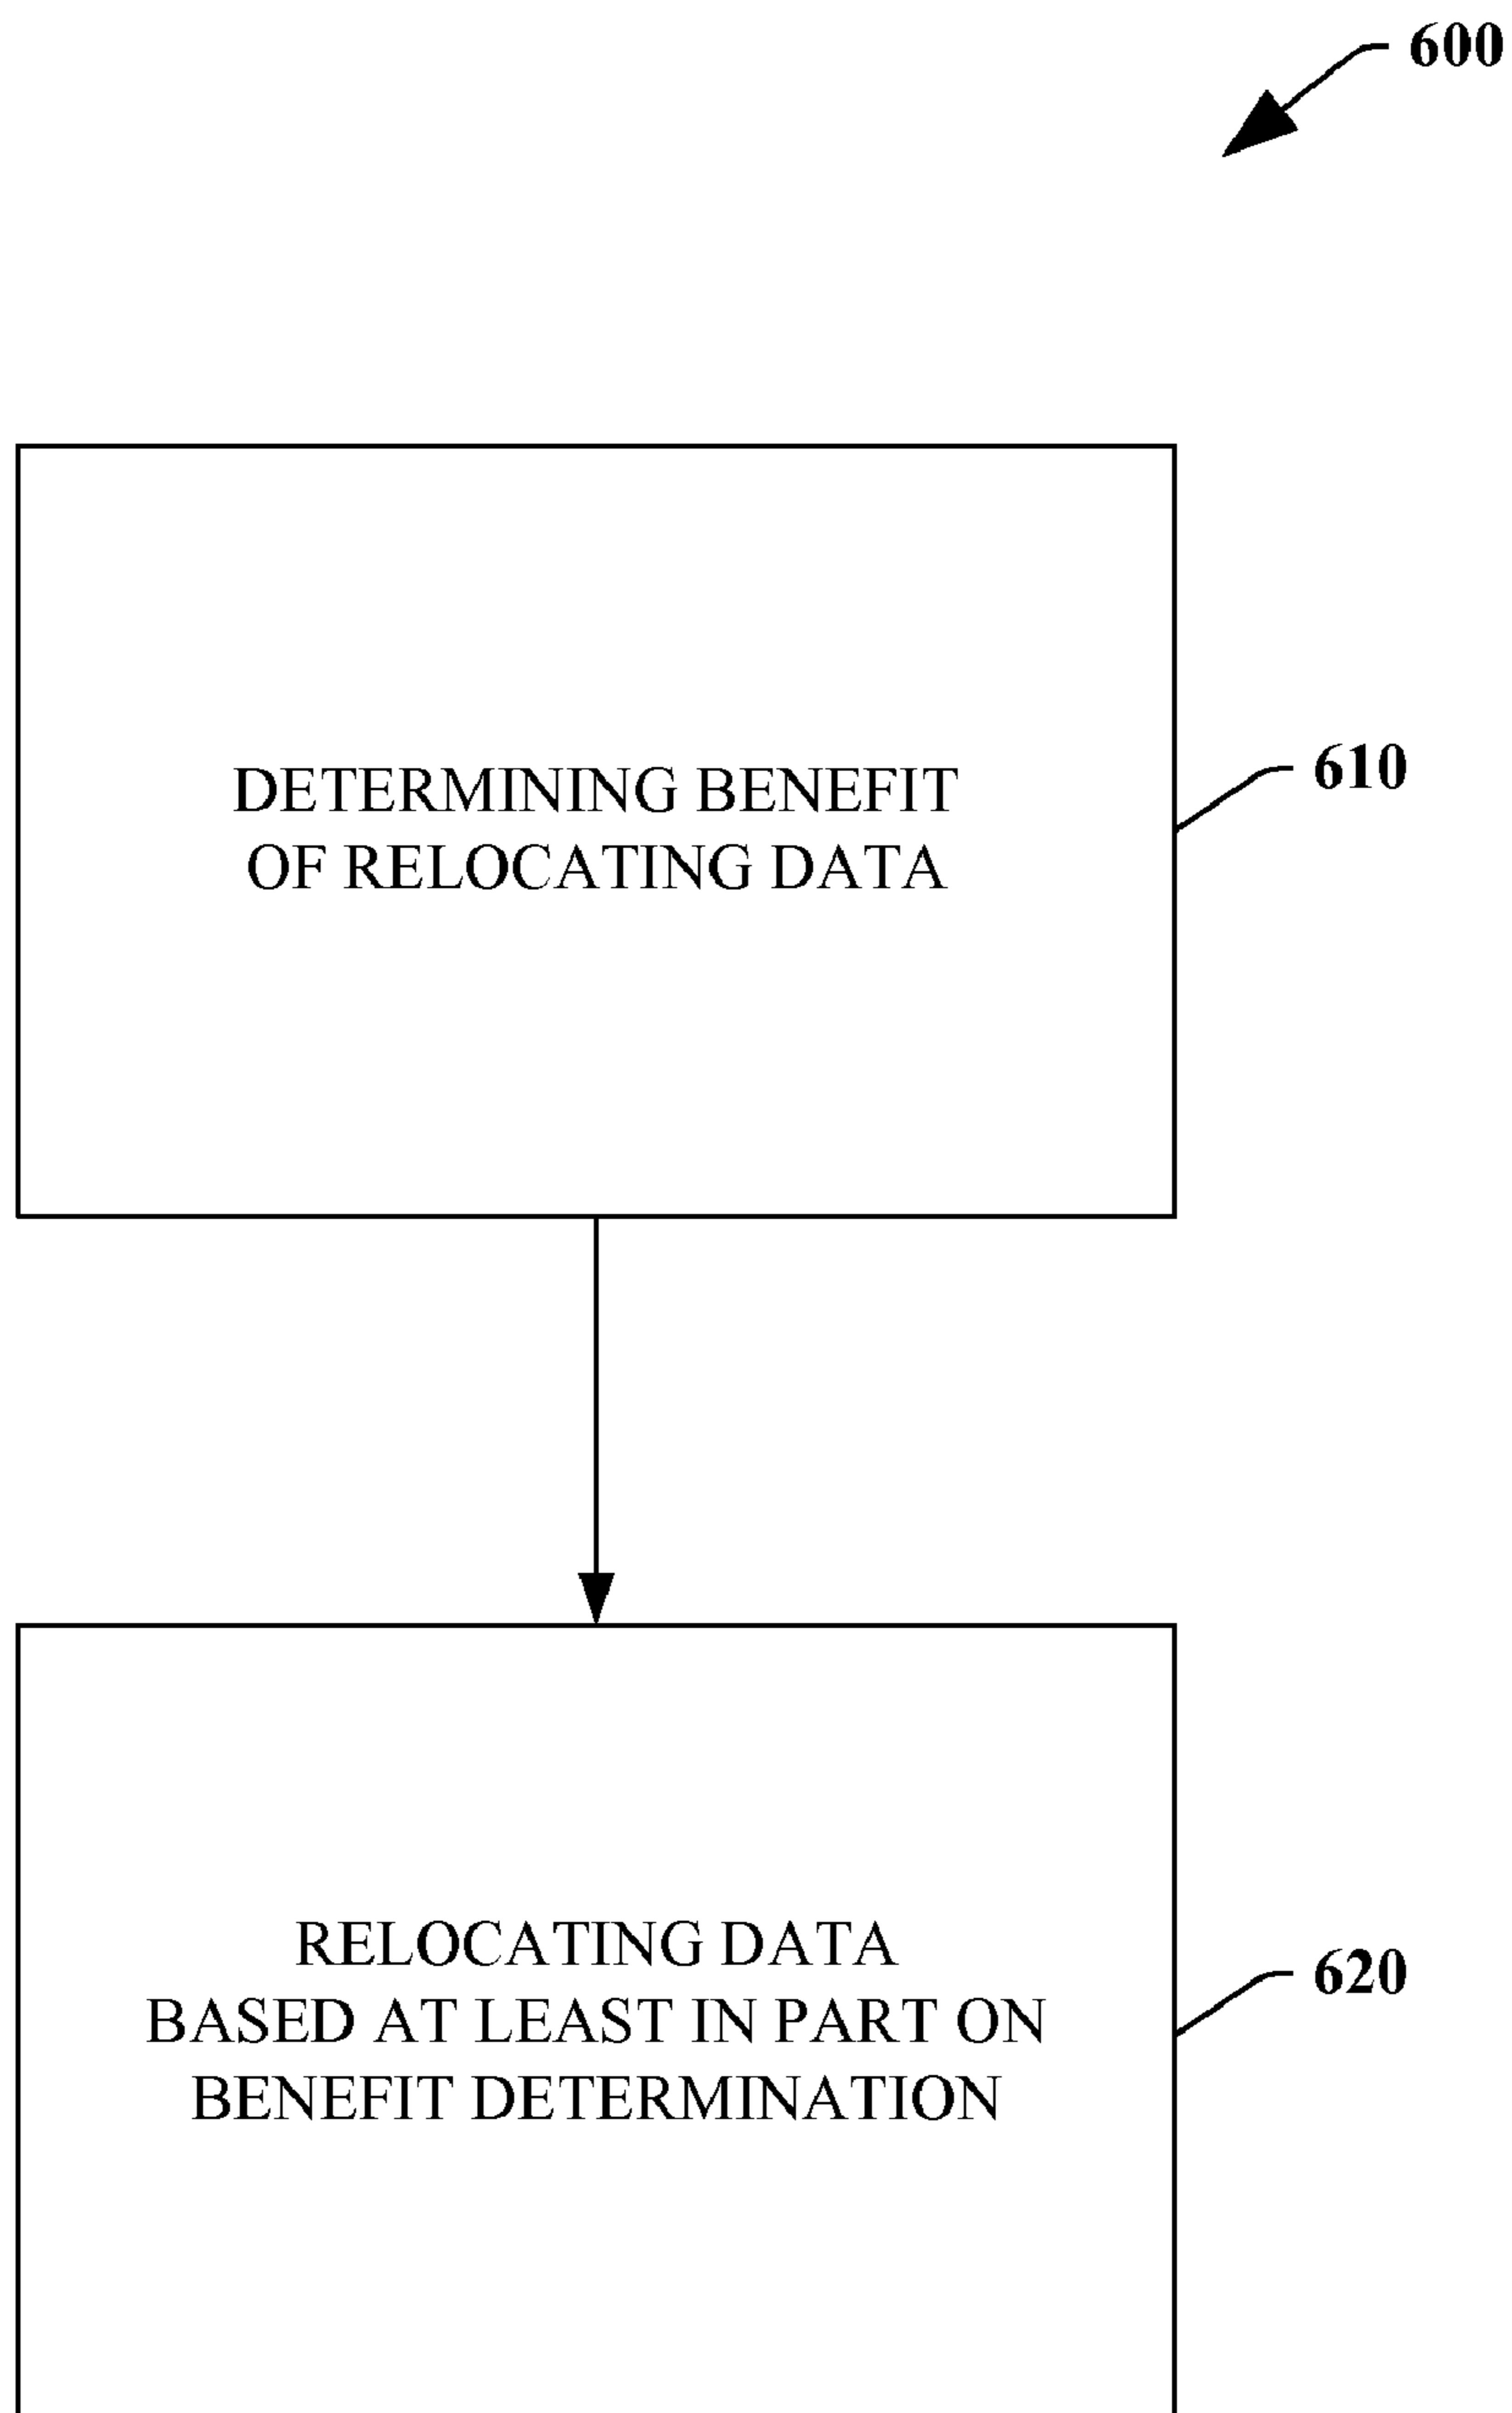 600
DETERMINING BENEFIT
OF RELOCATING DATA
610
RELOCATING DATA
BASED AT LEAST IN PART ON
BENEFIT DETERMINATION
620